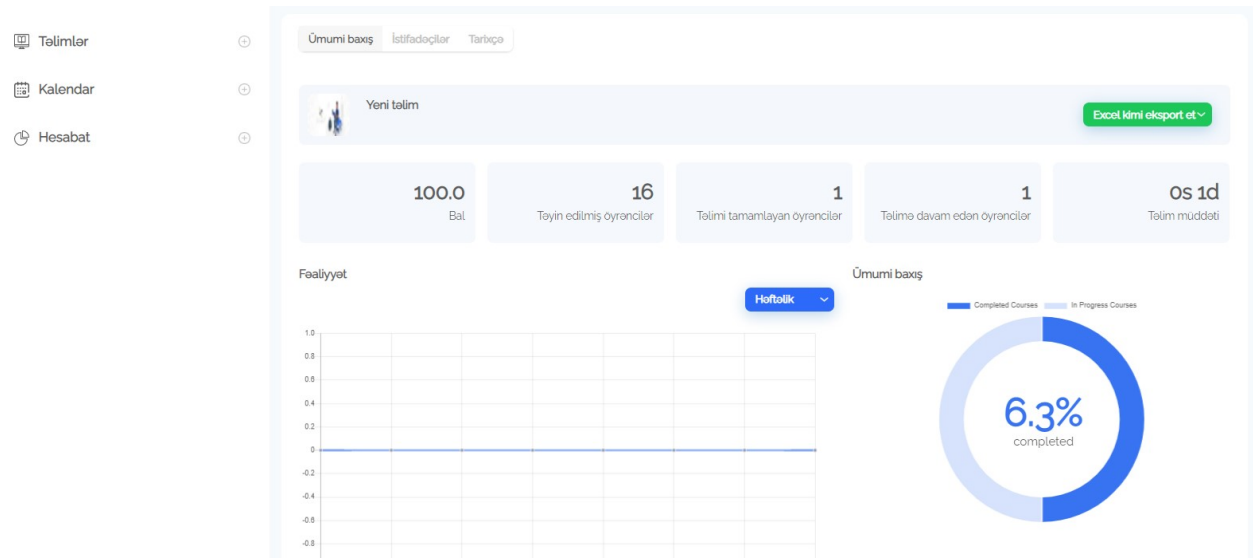 Təlimlər
Kalendar
Hesabat
Ümumi baxış İstifadəçilər Tarixçə
Yeni təlim
Excel kimi eksport et
100.0
Bal
16
Təyin edilmiş öyrəncilər
1
Təlimi tamamlayan öyrəncilər
1
Təlimə davam edən öyrəncilər
0s 1d
Təlim müddəti
Fəaliyyət
Həftəlik
1.0
0.8
0.6
0.4
0.2
0
-0.2
-0.4
-0.6
-0.8
Ümumi baxış
Completed Courses In Progress Courses
6.3%
completed